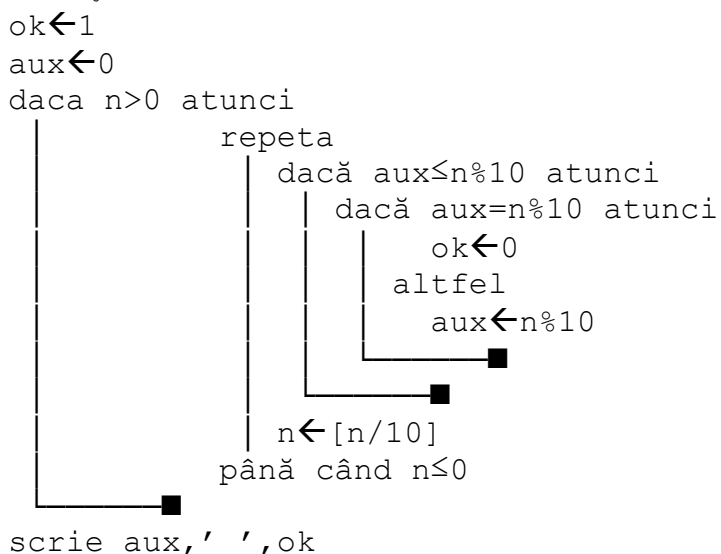 ok←1
aux←0
daca n>0 atunci
repeta
dacă aux≤n%10 atunci
dacă aux=n%10 atunci
ok←0
altfel
aux←n%10
n←[n/10]
până când n≤0
scrie aux,' ',ok